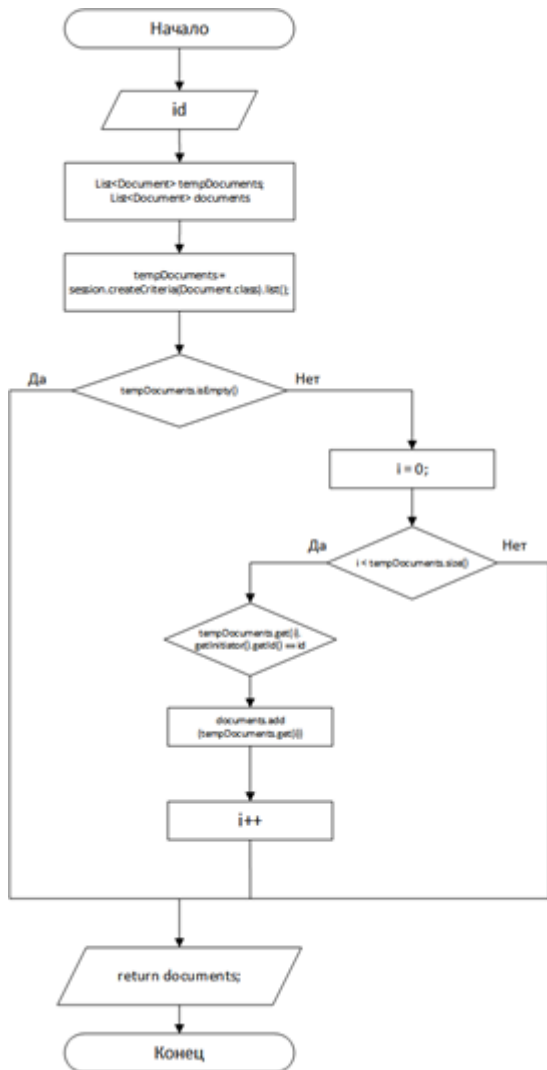 Начало
id
List<Document> tempDocuments;
List<Document> documents
tempDocuments =
session.createCriteria(Document.class).list();
Да
tempDocuments.isEmpty()
Нет
i = 0;
Да
i < tempDocuments.size()
Нет
tempDocuments.get(i).
getInitiator().getId() == id
documents.add
(tempDocuments.get(i))
i++
return documents;
Конец